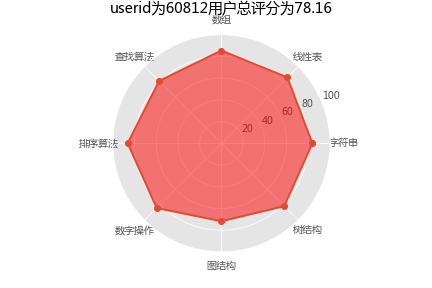 userid为60812用户总评分为78.16
数组
查找算法
线性表
100
80
60
40
20
排序算法
字符串
数字操作
树结构
图结构